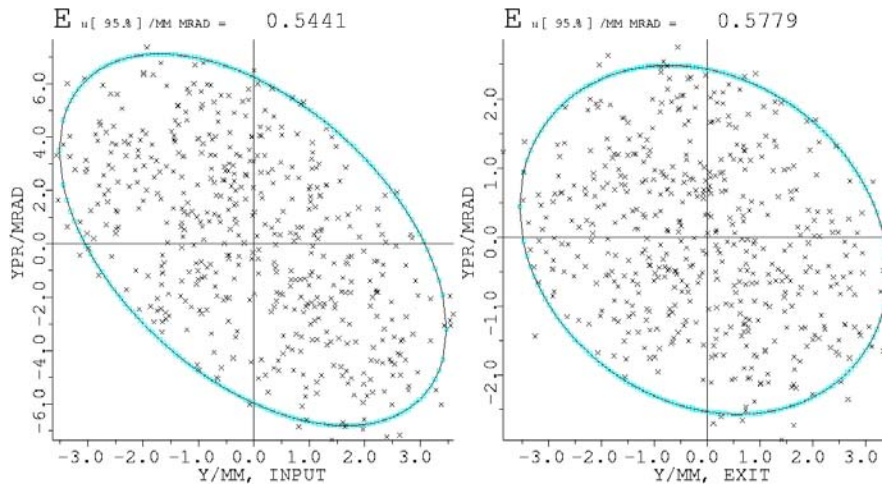 E u[ 95.% ] /MM MRAD = 0.5441
YPR/MRAD
6.0
4.0
2.0
0.0
-2.0
-4.0
-6.0
-3.0 -2.0 -1.0 0.0 1.0 2.0 3.0
Y/MM, INPUT
E u[ 95.% ] /MM MRAD = 0.5779
YPR/MRAD
2.0
1.0
0.0
-1.0
-2.0
-3.0 -2.0 -1.0 0.0 1.0 2.0 3.0
Y/MM, EXIT